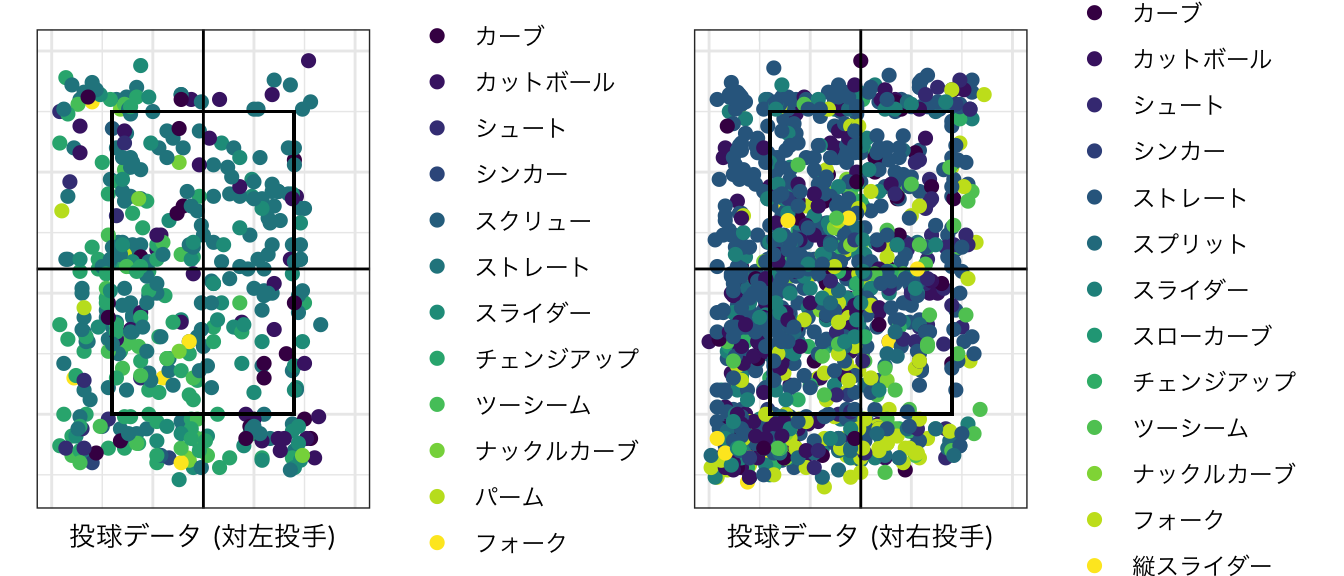 カーブ
カットボール
シュート
シンカー
スクリュー
ストレート
スライダー
チェンジアップ
ツーシーム
ナックルカーブ
パーム
フォーク
投球データ (対左投手)
カーブ
カットボール
シュート
シンカー
ストレート
スプリット
スライダー
スローカーブ
チェンジアップ
ツーシーム
ナックルカーブ
フォーク
縦スライダー
投球データ (対右投手)